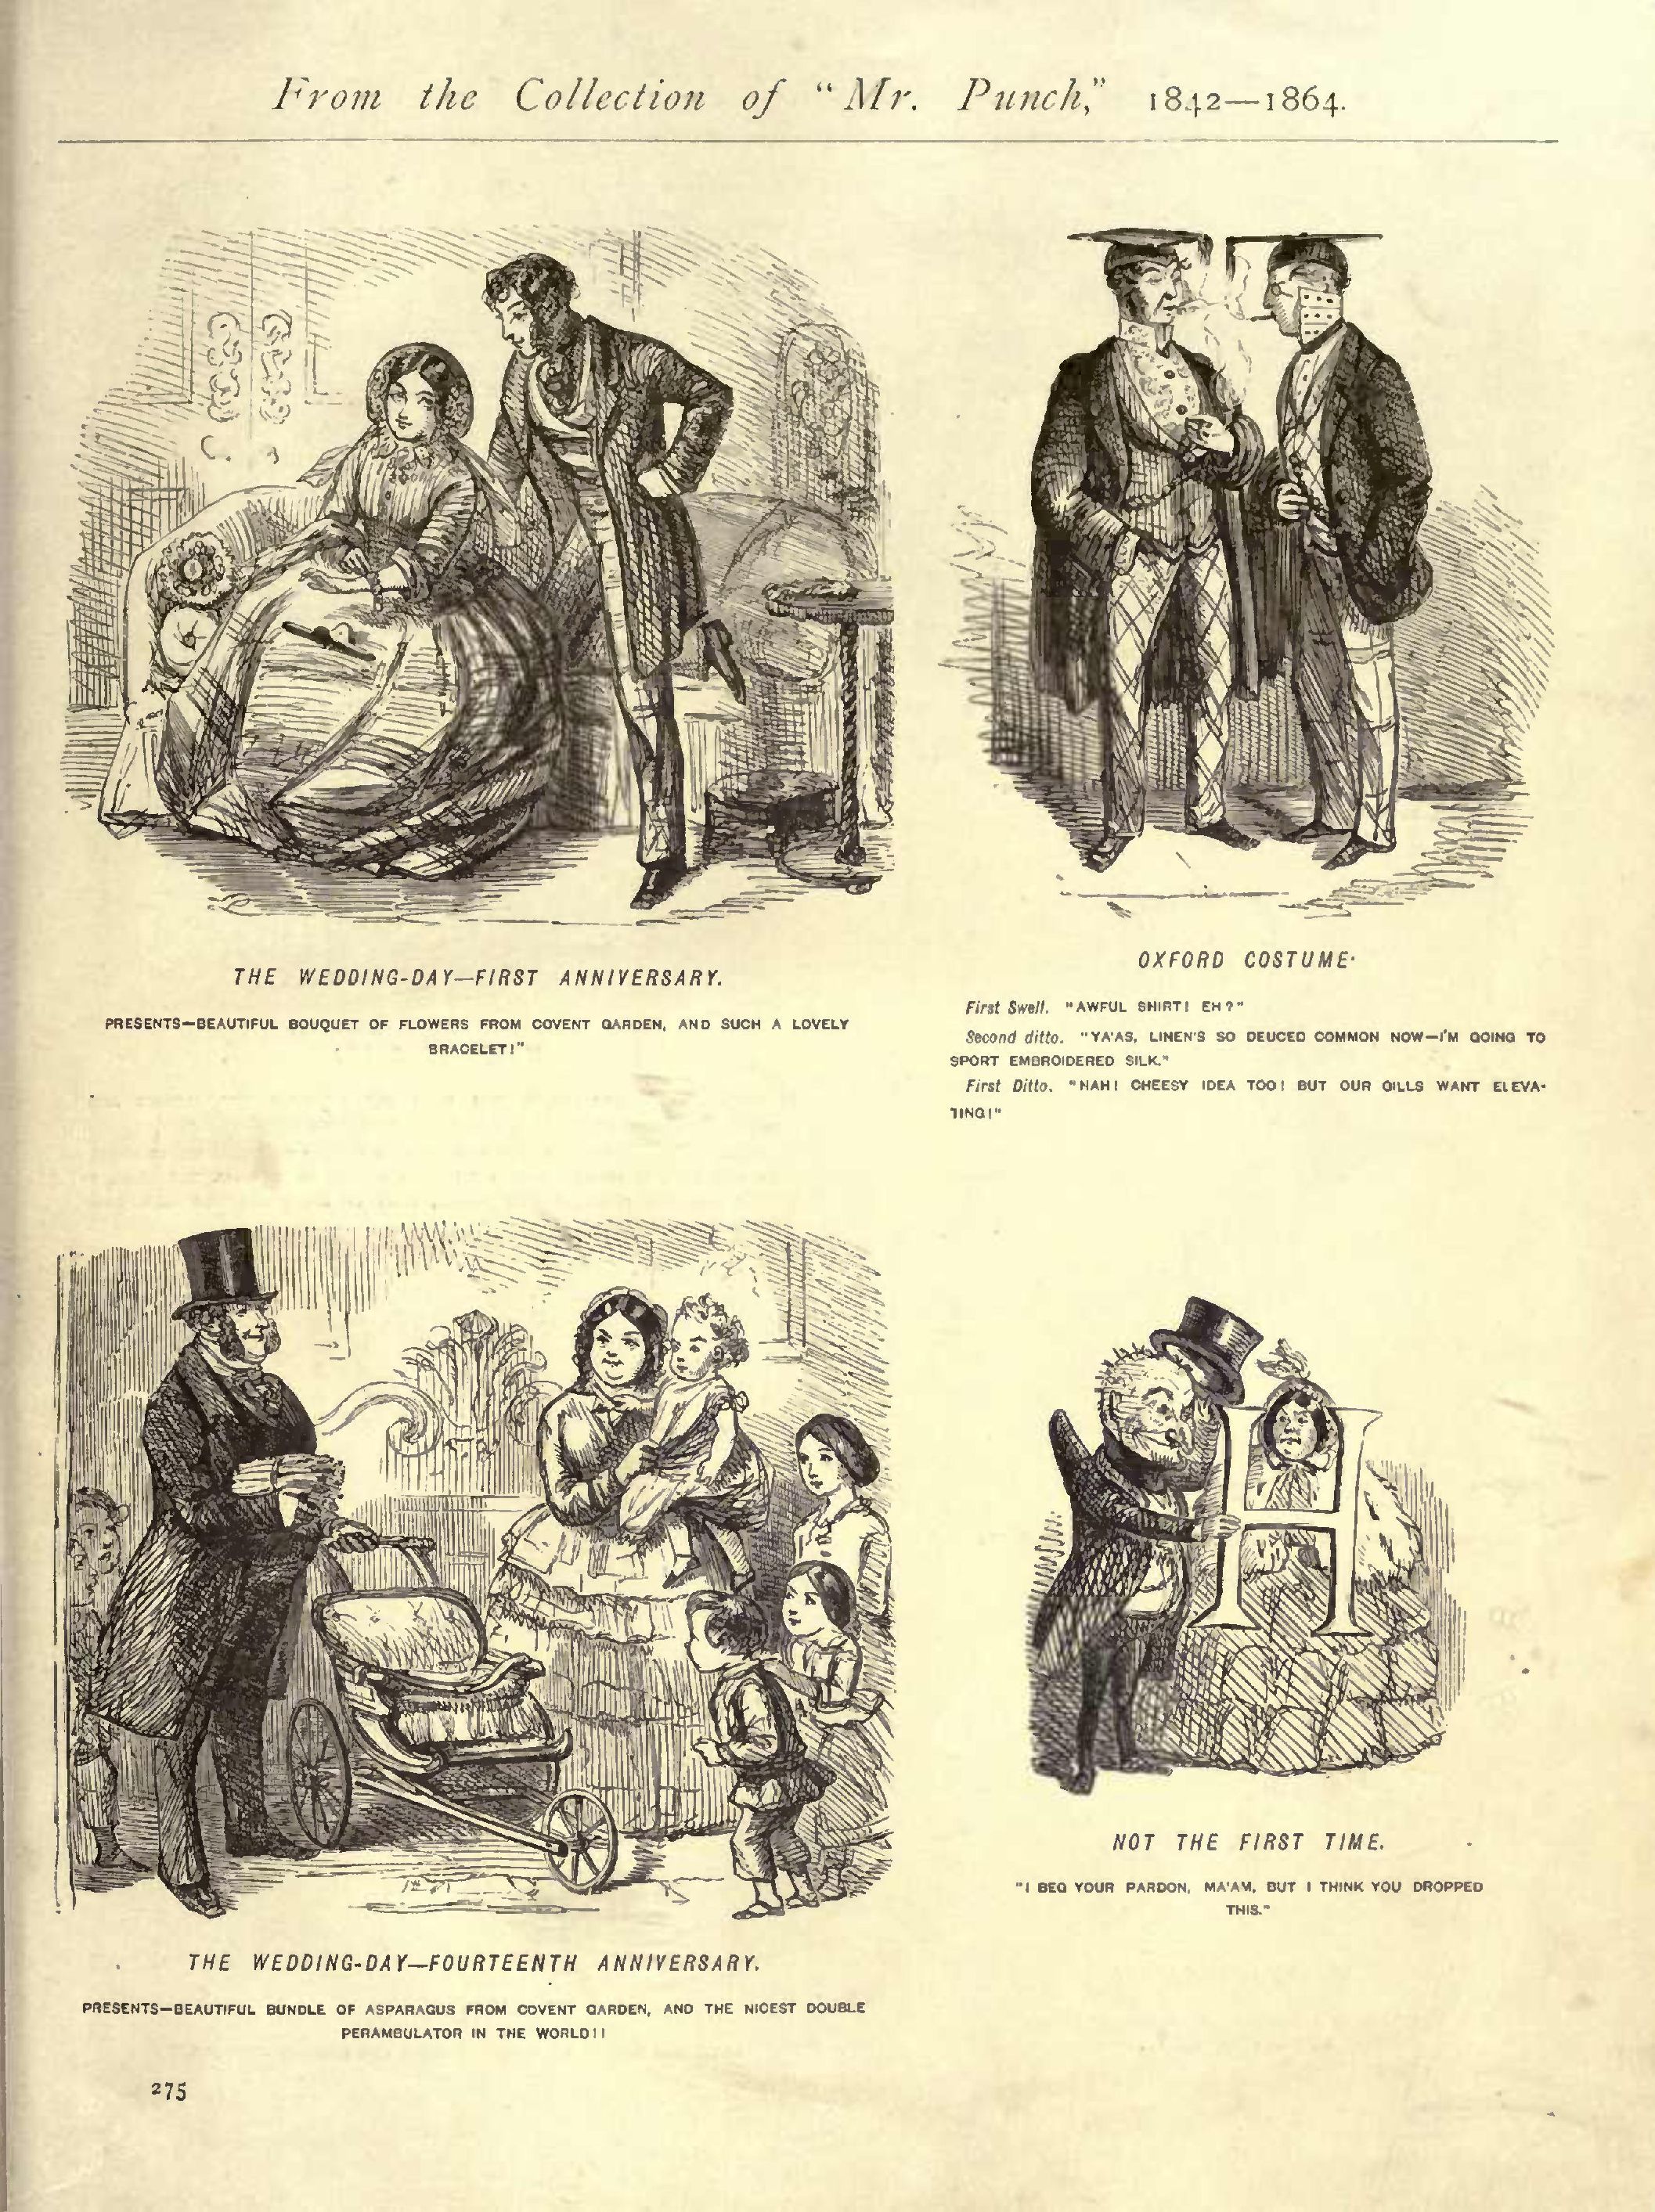 From the Collection of "Mr. Punch," 1842—1864.
THE WEDDING-DAY—FIRST ANNIVERSARY.
PRESENTS—BEAUTIFUL BOUQUET OF FLOWERS FROM COVENT GARDEN, AND SUCH A LOVELY
BRACELET!"
OXFORD COSTUME.
First Swell. "AWFUL SHIRT! EH?"
Second ditto. "YA'AS, LINEN'S SO DEUCED COMMON NOW—I'M GOING TO
SPORT EMBROIDERED SILK."
First Ditto. "NAH! CHEESY IDEA TOO! BUT OUR GILLS WANT ELEVA-
TING!"
H
THE WEDDING-DAY—FOURTEENTH ANNIVERSARY.
PRESENTS—BEAUTIFUL BUNDLE OF ASPARAGUS FROM COVENT GARDEN, AND THE NICEST DOUBLE
PERAMBULATOR IN THE WORLD!!
NOT THE FIRST TIME.
"I BEG YOUR PARDON, MA'AM, BUT I THINK YOU DROPPED
THIS."
275